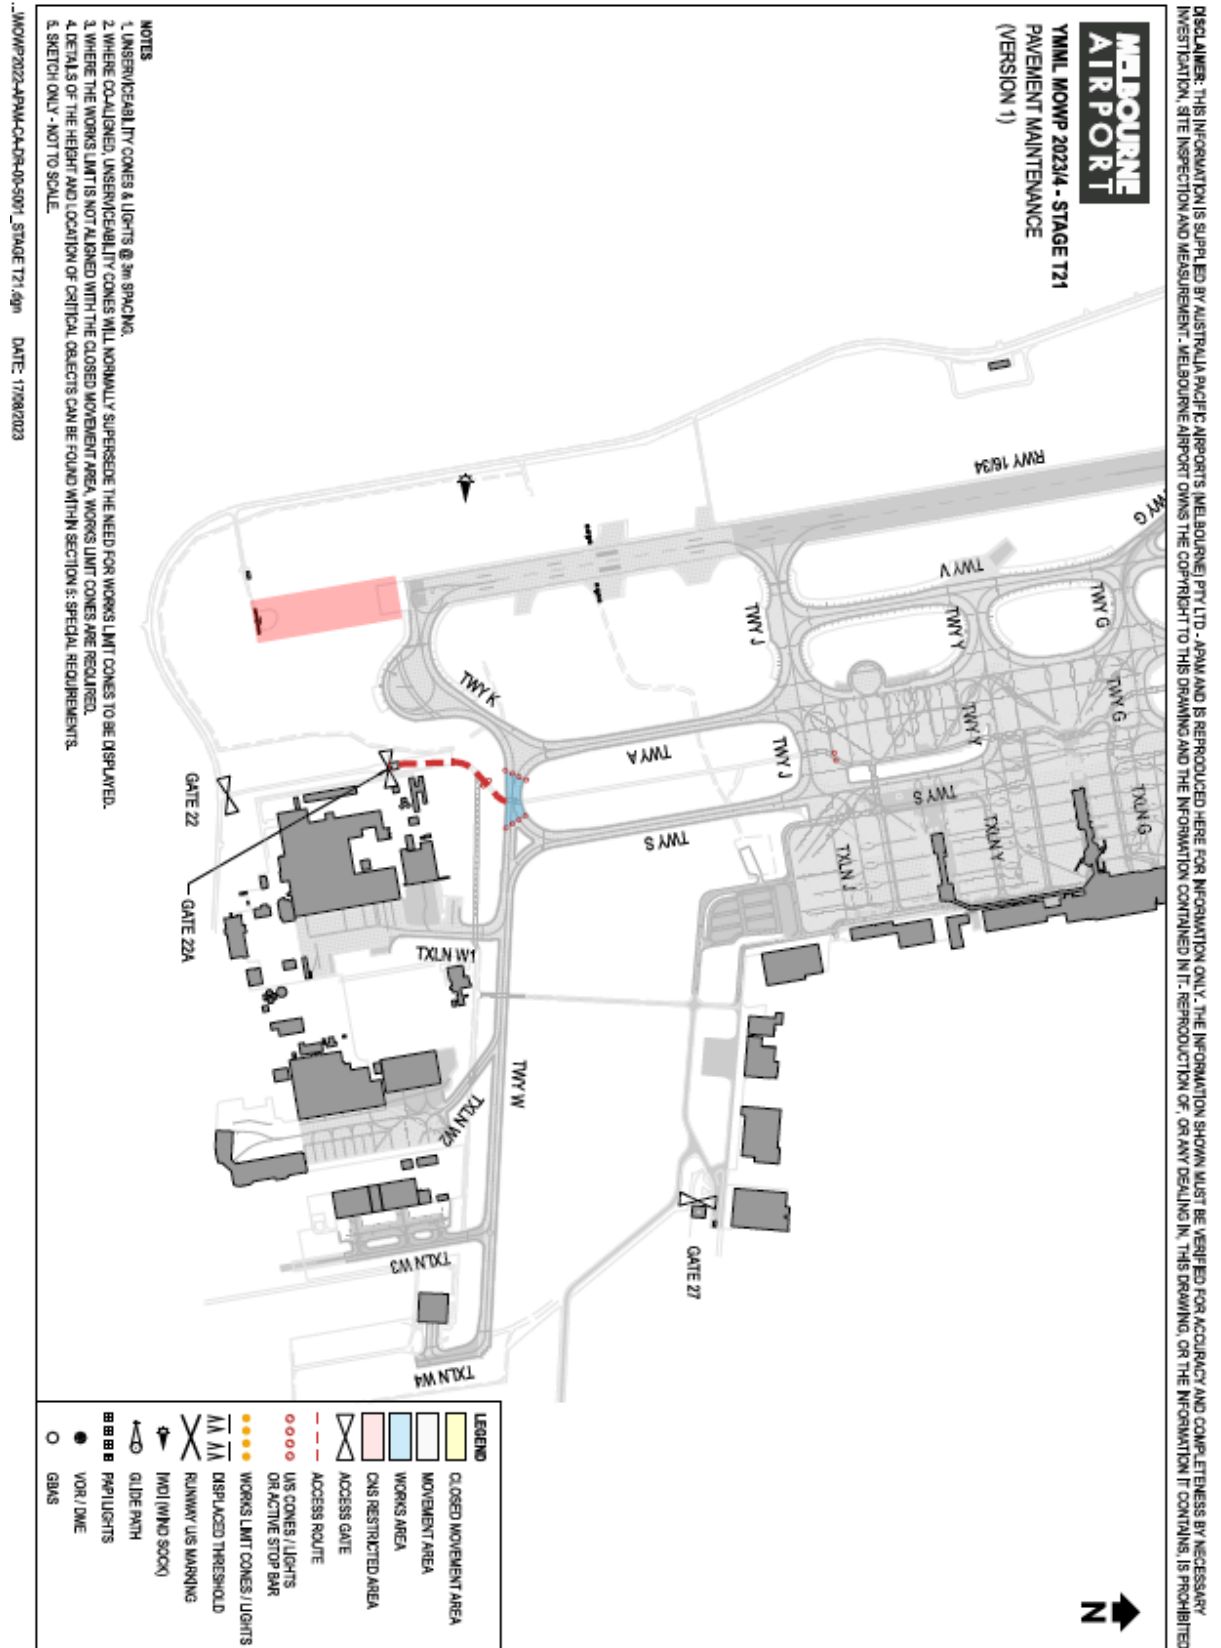 DISCLAIMER: THIS INFORMATION IS SUPPLIED BY AUSTRALIA PACIFIC AIRPORTS (MELBOURNE) PTY LTD - APAM AND IS REPRODUCED HERE FOR INFORMATION ONLY. THE INFORMATION SHOWN MUST BE VERIFIED FOR ACCURACY AND COMPLETENESS BY NECESSARY
INVESTIGATION, SITE INSPECTION AND MEASUREMENT. MELBOURNE AIRPORT OWNS THE COPYRIGHT TO THIS DRAWING AND THE INFORMATION CONTAINED IN IT. REPRODUCTION OF, OR ANY DEALING IN, THIS DRAWING, OR THE INFORMATION IT CONTAINS, IS PROHIBITED
MELBOURNE
AIRPORT
YMML MOWP 2023/4 - STAGE T21
PAVEMENT MAINTENANCE
(VERSION 1)
N
RWY 16/34
TWY G
TWY V
TWY G
TWY J
TWY Y
TWY G
TWY K
TWY Y
TWY A
TWY J
TWY S
TXLN G
TXLN Y
TWY S
TXLN J
GATE 22
GATE 22A
TXLN W1
TWY W
TXLN W2
GATE 27
TXLN W3
TXLN W4
NOTES
1. UNSERVICEABILITY CONES & LIGHTS @ 3m SPACING.
2. WHERE CO-ALIGNED, UNSERVICEABILITY CONES WILL NORMALLY SUPERSEDE THE NEED FOR WORKS LIMIT CONES TO BE DISPLAYED.
3. WHERE THE WORKS LIMIT IS NOT ALIGNED WITH THE CLOSED MOVEMENT AREA, WORKS LIMIT CONES ARE REQUIRED.
4. DETAILS OF THE HEIGHT AND LOCATION OF CRITICAL OBJECTS CAN BE FOUND WITHIN SECTION 5: SPECIAL REQUIREMENTS.
5. SKETCH ONLY - NOT TO SCALE.
LEGEND
CLOSED MOVEMENT AREA
MOVEMENT AREA
WORKS AREA
CNS RESTRICTED AREA
ACCESS GATE
ACCESS ROUTE
U/S CONES / LIGHTS
OR ACTIVE STOP BAR
WORKS LIMIT CONES / LIGHTS
DISPLACED THRESHOLD
RUNWAY U/S MARKING
IWDI (WIND SOCK)
GLIDE PATH
PAPI LIGHTS
VOR / DME
GBAS
...\MOWP2022-APAM-CA-DR-00-5001_STAGE T21.dgn DATE: 17/08/2023